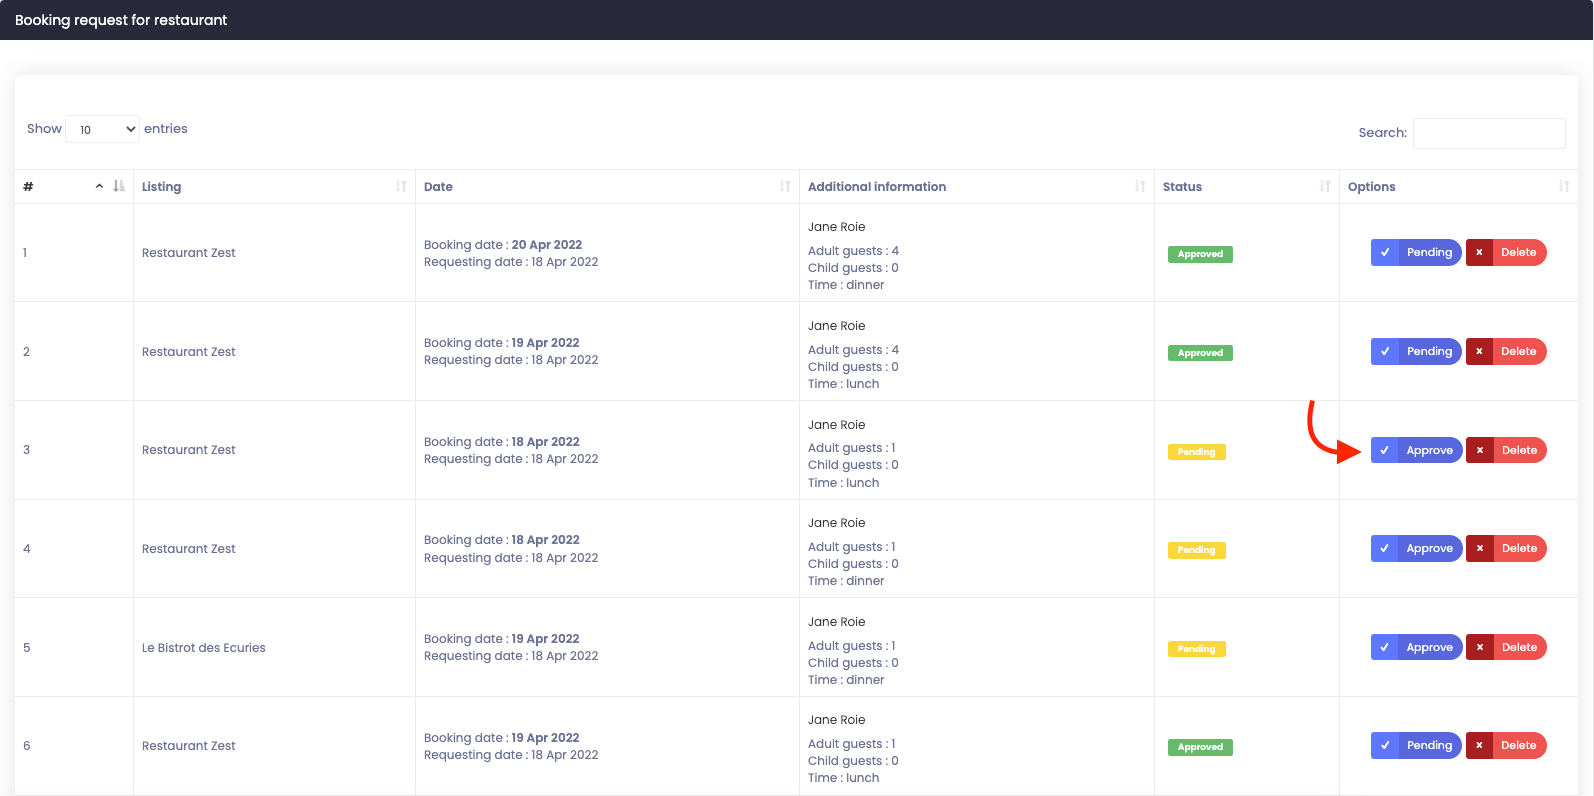 Booking request for restaurant
Show 10 entries
Search:
# Listing Date Additional information Status Options
1 Restaurant Zest
Booking date : 20 Apr 2022
Requesting date : 18 Apr 2022
Jane Roie
Adult guests : 4
Child guests : 0
Time : dinner
Approved
Pending Delete
2 Restaurant Zest
Booking date : 19 Apr 2022
Requesting date : 18 Apr 2022
Jane Roie
Adult guests : 4
Child guests : 0
Time : lunch
Approved
Pending Delete
3 Restaurant Zest
Booking date : 18 Apr 2022
Requesting date : 18 Apr 2022
Jane Roie
Adult guests : 1
Child guests : 0
Time : lunch
Pending
Approve Delete
4 Restaurant Zest
Booking date : 18 Apr 2022
Requesting date : 18 Apr 2022
Jane Roie
Adult guests : 1
Child guests : 0
Time : dinner
Pending
Approve Delete
5 Le Bistrot des Ecuries
Booking date : 19 Apr 2022
Requesting date : 18 Apr 2022
Jane Roie
Adult guests : 1
Child guests : 0
Time : dinner
Pending
Approve Delete
6 Restaurant Zest
Booking date : 19 Apr 2022
Requesting date : 18 Apr 2022
Jane Roie
Adult guests : 1
Child guests : 0
Time : lunch
Approved
Pending Delete